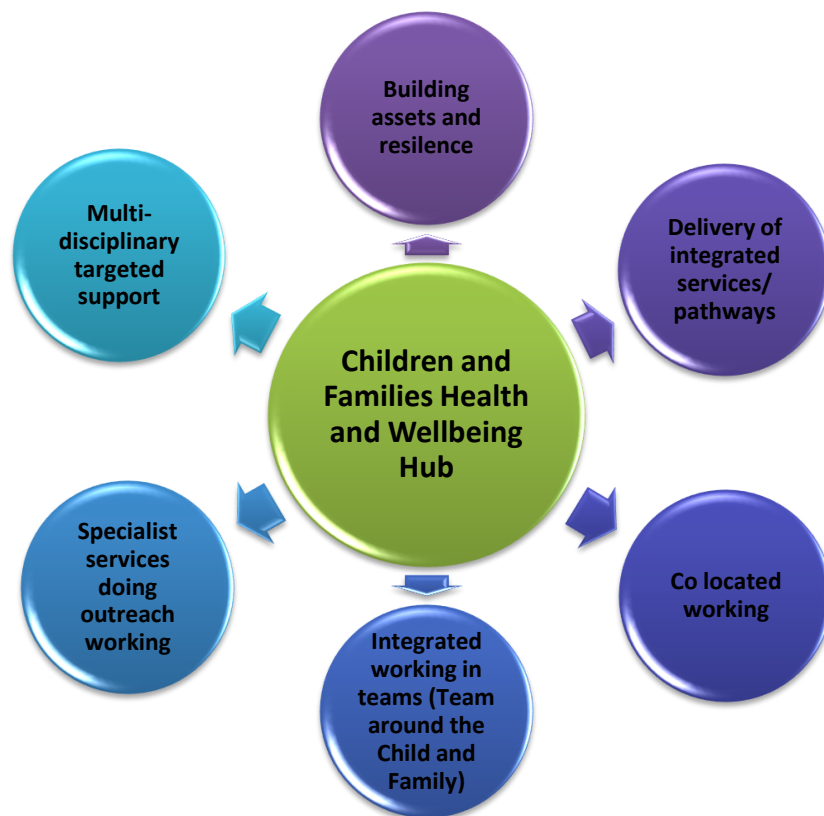 Building
assets and
resilence
Multi-
disciplinary
targeted
support
Delivery of
integrated
services/
pathways
Children and
Families Health
and Wellbeing
Hub
Specialist
services
doing
outreach
working
Co located
working
Integrated
working in
teams (Team
around the
Child and
Family)